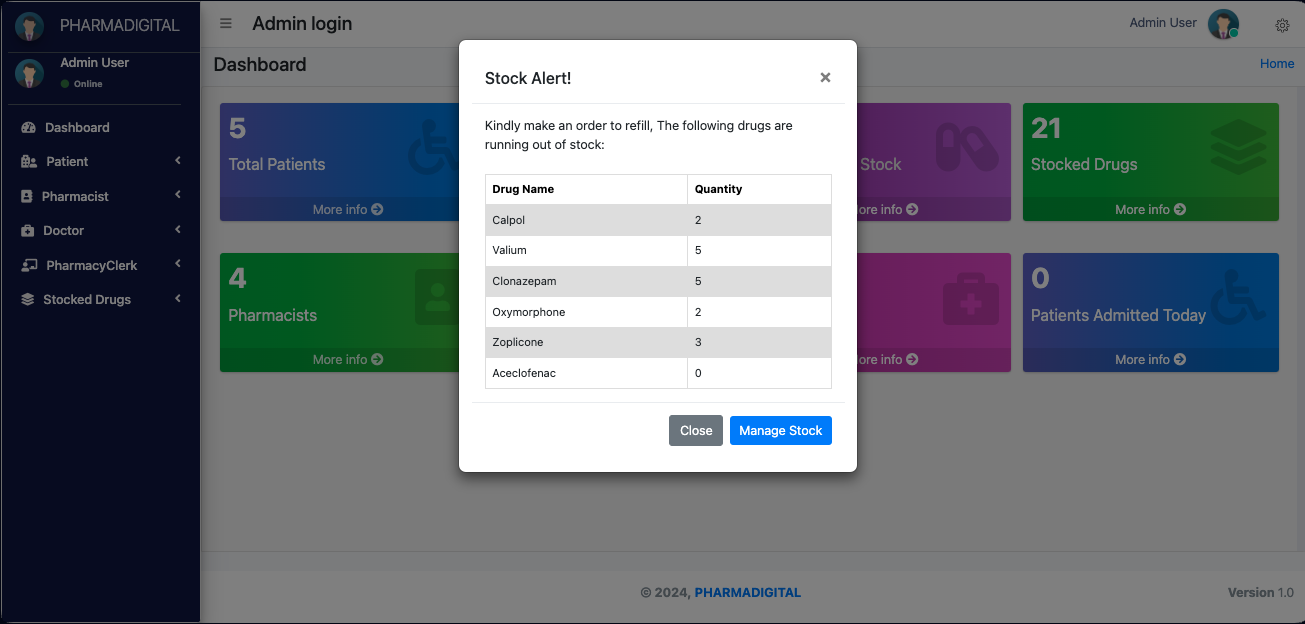 PHARMADIGITAL
Admin User
Online
Dashboard
Patient
Pharmacist
Doctor
PharmacyClerk
Stocked Drugs
Admin login
Admin User
Dashboard
Home
5
Total Patients
More info
Stock
ore info
21
Stocked Drugs
More info
4
Pharmacists
More info
ore info
0
Patients Admitted Today
More info
Stock Alert!
×
Kindly make an order to refill, The following drugs are
running out of stock:
Drug Name Quantity
Calpol 2
Valium 5
Clonazepam 5
Oxymorphone 2
Zoplicone 3
Aceclofenac 0
Close Manage Stock
© 2024, PHARMADIGITAL
Version 1.0